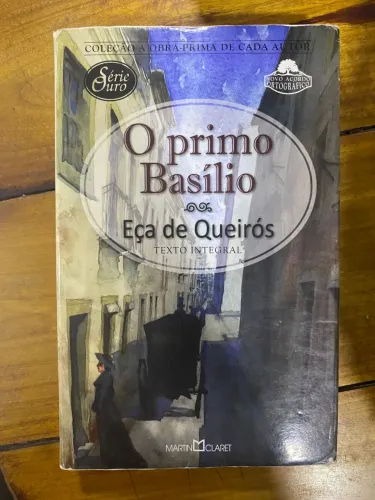 COLEÇÃO A OBRA-PRIMA DE CADA AUTOR
Série
Ouro
NOVO ACORDO
ORTOGRÁFICO
O primo
Basílio
Eça de Queirós
TEXTO INTEGRAL
MARTIN CLARET